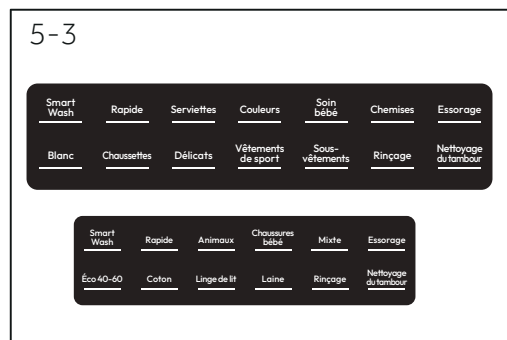 5-3
Smart Wash Rapide Serviettes Couleurs Soin bébé Chemises Essorage
Blanc Chaussettes Délicats Vêtements de sport Sous-vêtements Rinçage Nettoyage du tambour
Smart Wash Rapide Animaux Chaussures bébé Mixte Essorage
Éco 40-60 Coton Linge de lit Laine Rinçage Nettoyage du tambour